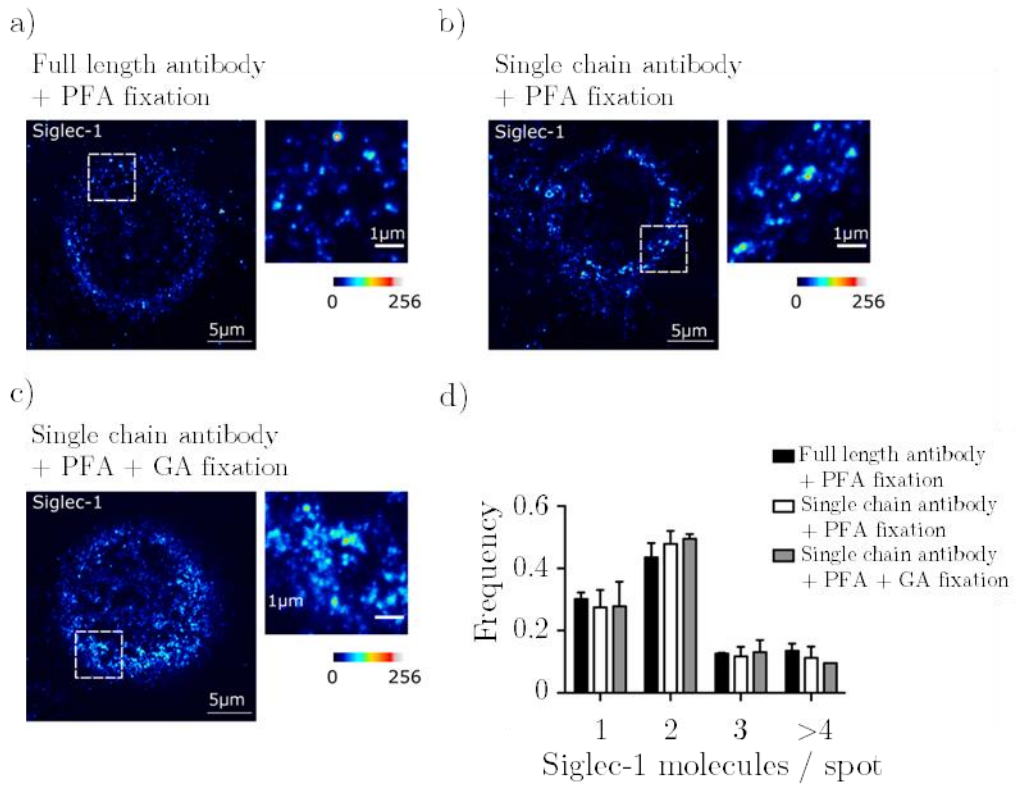 a)
Full length antibody
+ PFA fixation
Siglec-1
1µm
0 256
5µm
b)
Single chain antibody
+ PFA fixation
Siglec-1
1µm
0 256
5µm
c)
Single chain antibody
+ PFA + GA fixation
Siglec-1
1µm
0 256
5µm
d)
Full length antibody
+ PFA fixation
Single chain antibody
+ PFA fixation
Single chain antibody
+ PFA + GA fixation
Frequency
0.6
0.4
0.2
0
1 2 3 >4
Siglec-1 molecules / spot